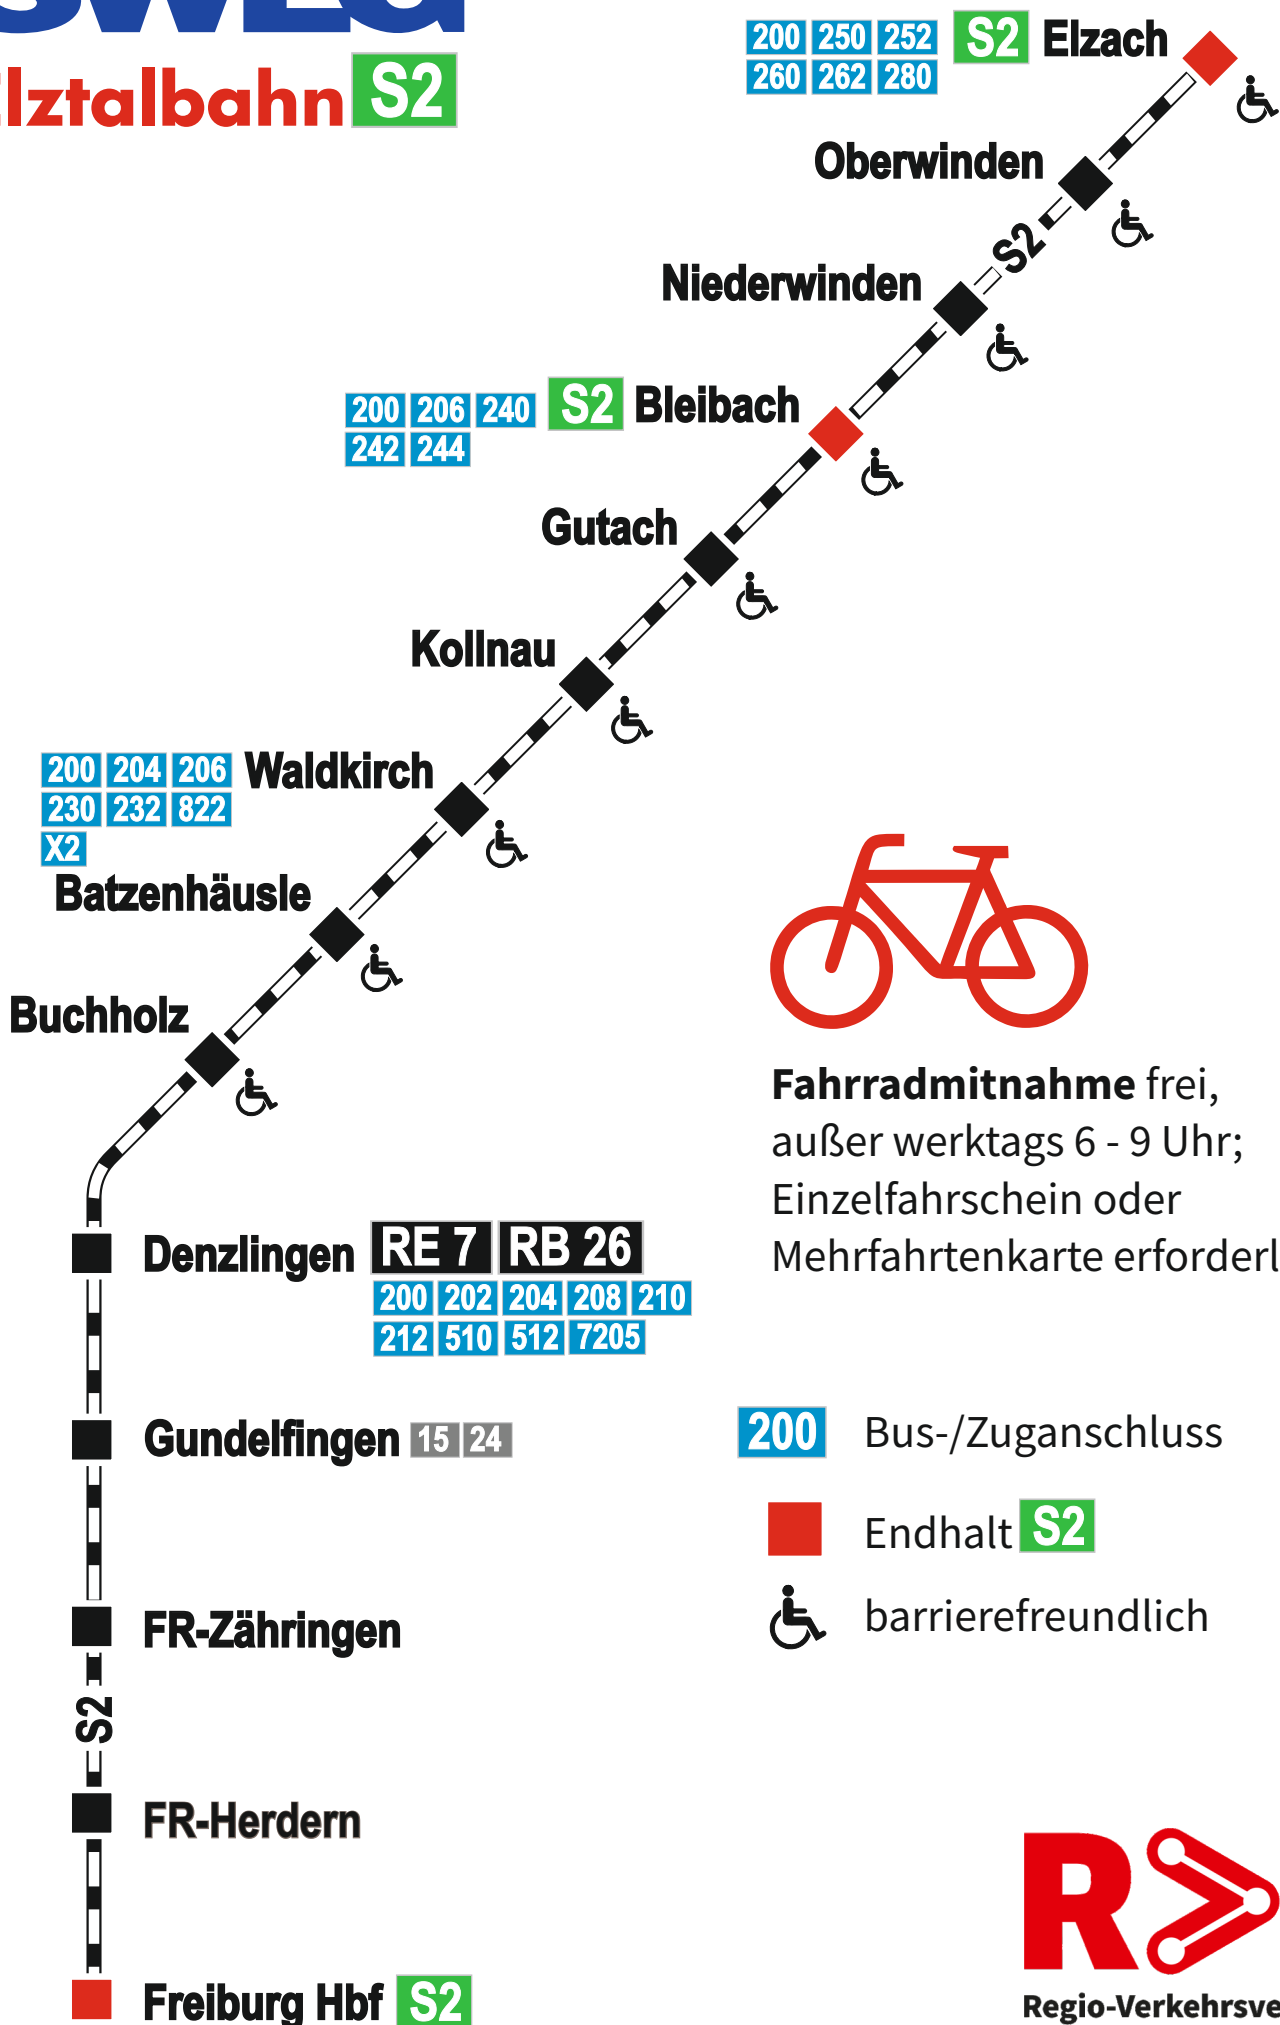 SWEG
Elztalbahn S2
200 250 252 S2 Elzach
260 262 280
Oberwinden
S2
Niederwinden
200 206 240 S2 Bleibach
242 244
Gutach
Kollnau
200 204 206 Waldkirch
230 232 822
X2
Batzenhäusle
Buchholz
Fahrradmitnahme frei,
außer werktags 6 - 9 Uhr;
Einzelfahrschein oder
Mehrfahrtenkarte erforderl
Denzlingen RE 7 RB 26
200 202 204 208 210
212 510 512 7205
Gundelfingen 15 24
200 Bus-/Zuganschluss
Endhalt S2
barrierefreundlich
FR-Zähringen
S2
FR-Herdern
Freiburg Hbf S2
R
Regio-Verkehrsve